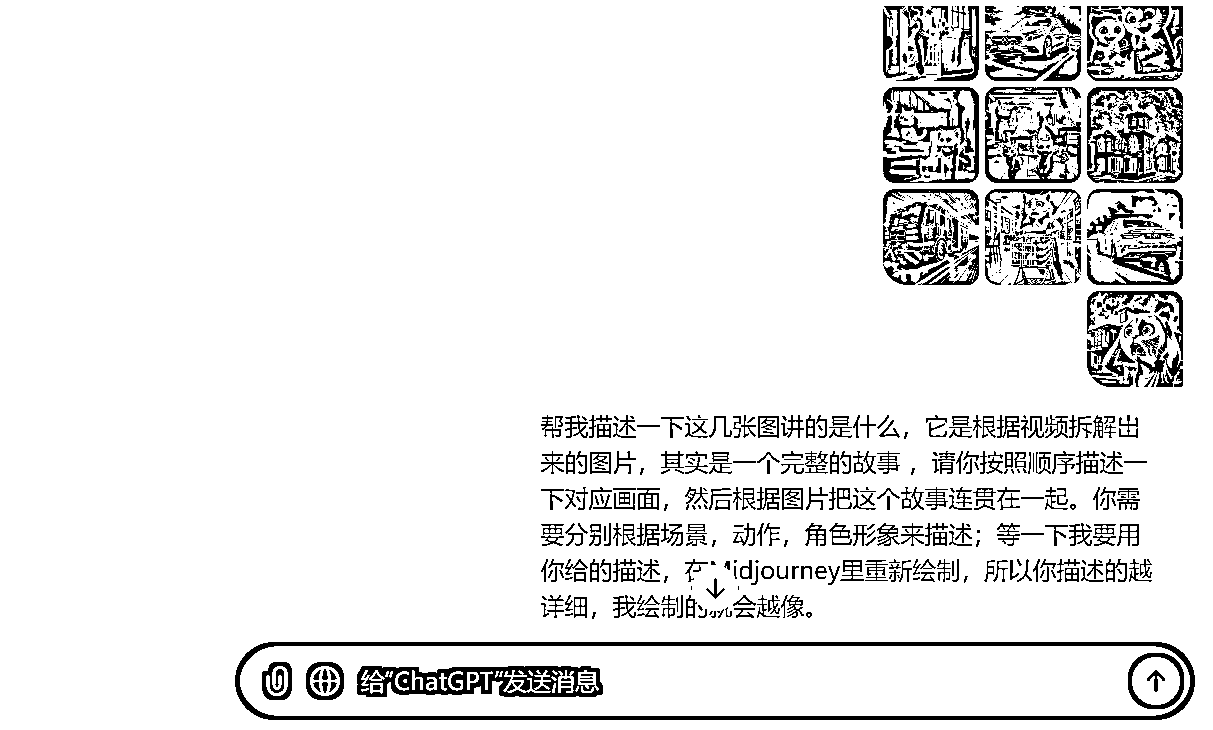 帮我描述一下这几张图讲的是什么，它是根据视频拆解出
来的图片，其实是一个完整的故事 ，请你按照顺序描述一
下对应画面，然后根据图片把这个故事连贯在一起。你需
要分别根据场景，动作，角色形象来描述；等一下我要用
你给的描述，在Midjourney里重新绘制，所以你描述的越
详细，我绘制的就会越像。
给“ChatGPT”发送消息